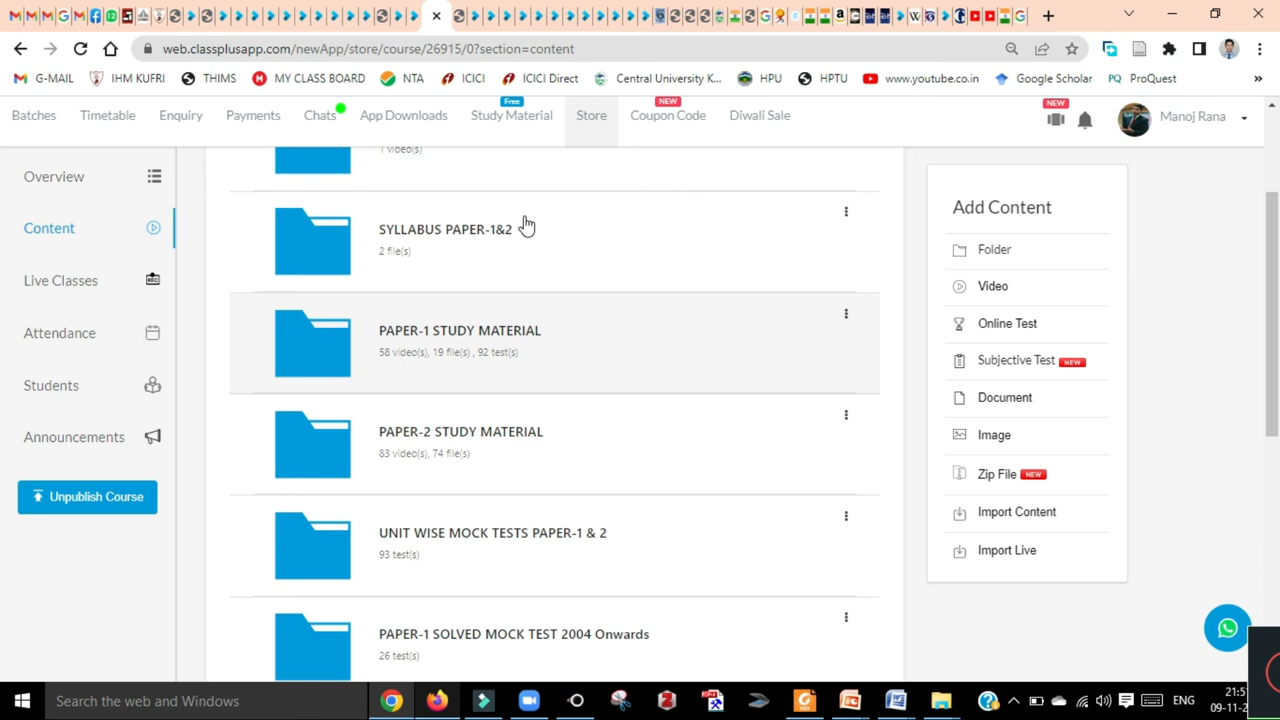 web.classplusapp.com/newApp/store/course/26915/0?section=content
G-MAIL IHM KUFRI THIMS MY CLASS BOARD NTA ICICI ICICI Direct Central University K... HPU HPTU www.youtube.co.in Google Scholar PQ ProQuest »
Free NEW NEW
Batches Timetable Enquiry Payments Chats App Downloads Study Material Store Coupon Code Diwali Sale Manoj Rana
1 video(s)
Overview
Content
Live Classes
Attendance
Students
Announcements
Unpublish Course
SYLLABUS PAPER-1&2
2 file(s)
PAPER-1 STUDY MATERIAL
58 video(s), 19 file(s) , 92 test(s)
PAPER-2 STUDY MATERIAL
83 video(s), 74 file(s)
UNIT WISE MOCK TESTS PAPER-1 & 2
93 test(s)
PAPER-1 SOLVED MOCK TEST 2004 Onwards
26 test(s)
Add Content
Folder
Video
Online Test
Subjective Test NEW
Document
Image
Zip File NEW
Import Content
Import Live
Search the web and Windows
ENG
21:5
09-11-2